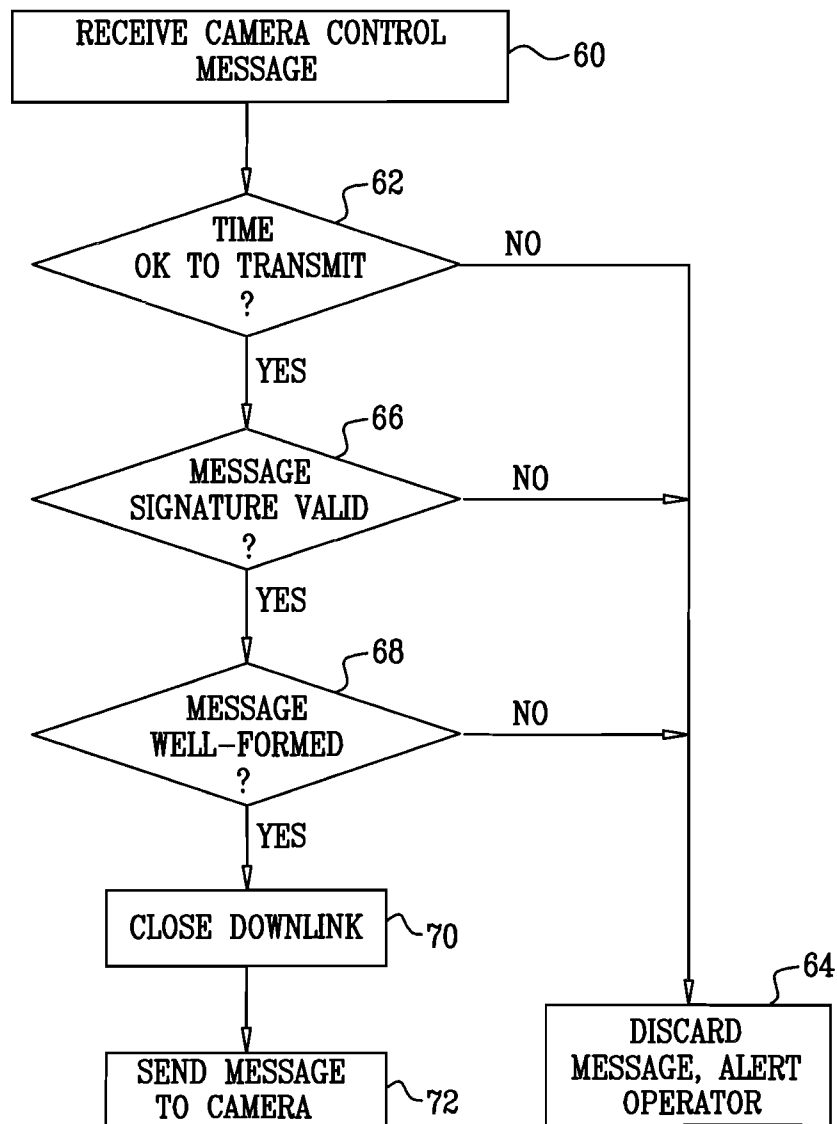 RECEIVE CAMERA CONTROL
MESSAGE
60
62
TIME
OK TO TRANSMIT
?
NO
YES
66
MESSAGE
SIGNATURE VALID
?
NO
YES
68
MESSAGE
WELL-FORMED
?
NO
YES
CLOSE DOWNLINK
70
64
SEND MESSAGE
TO CAMERA
72
DISCARD
MESSAGE, ALERT
OPERATOR